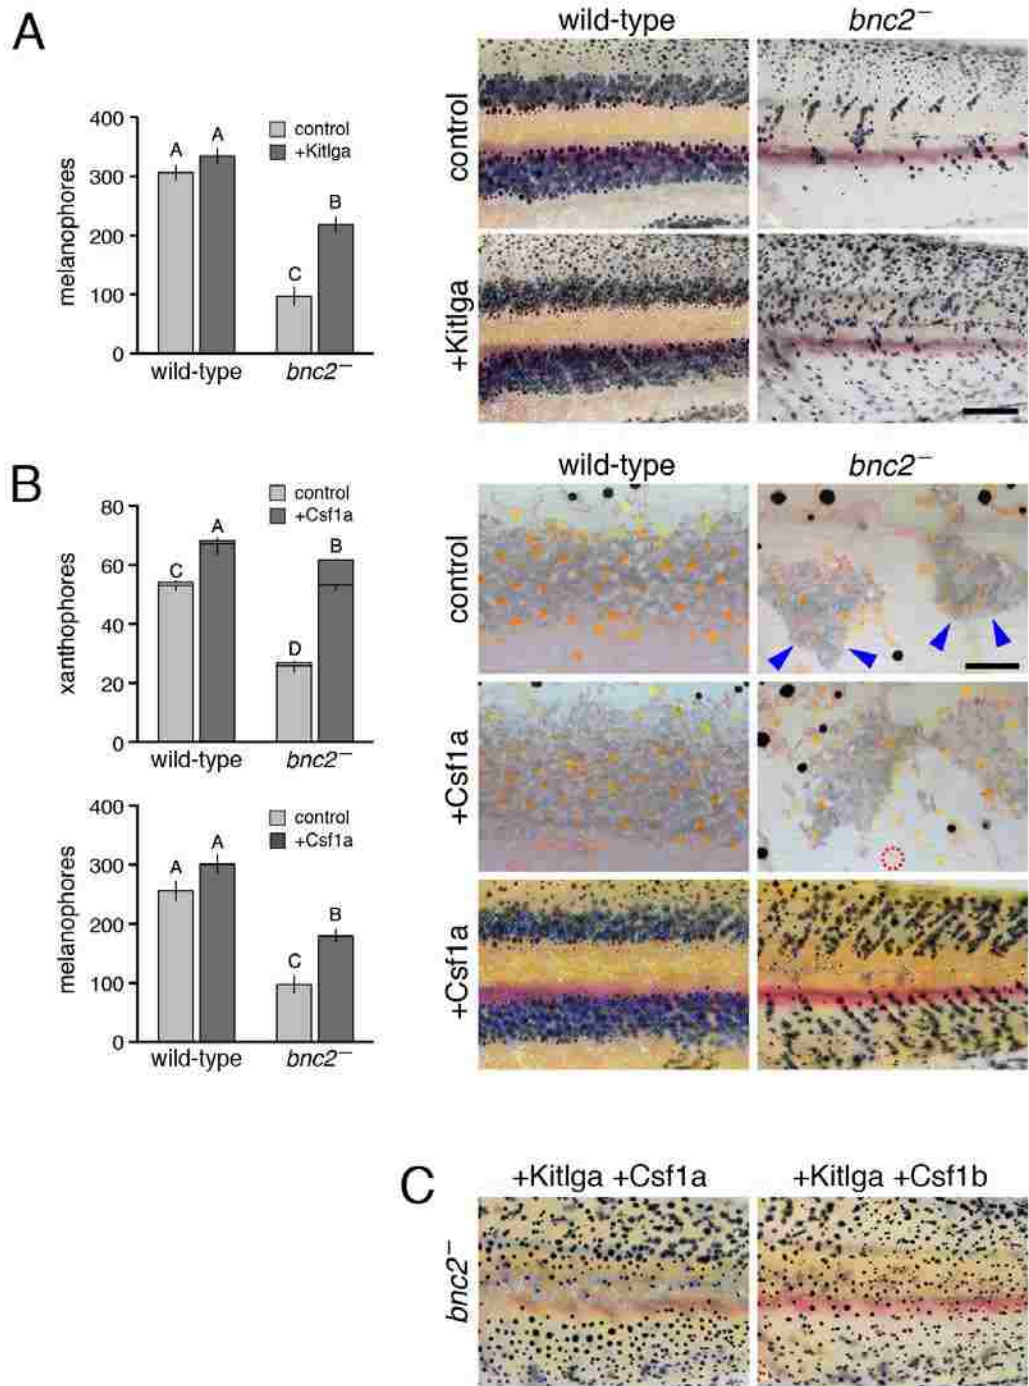 A
wild-type
bnc2⁻
400
300
200
100
0
melanophores
control
+Kitlga
A
A
B
C
wild-type
bnc2⁻
control
+Kitlga
B
wild-type
bnc2⁻
80
60
40
20
0
xanthophores
control
+Csf1a
C
A
D
B
wild-type
bnc2⁻
control
+Csf1a
400
300
200
100
0
melanophores
control
+Csf1a
A
A
C
B
wild-type
bnc2⁻
+Csf1a
C
+Kitlga +Csf1a
+Kitlga +Csf1b
bnc2⁻